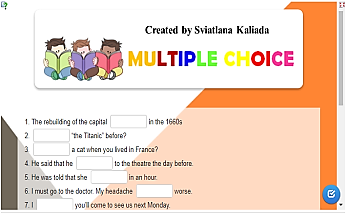 Created by Sviatlana Kaliada
MULTIPLE CHOICE
1. The rebuilding of the capital in the 1660s
2. "the Titanic" before?
3. a cat when you lived in France?
4. He said that he to the theatre the day before.
5. He was told that she in an hour.
6. I must go to the doctor. My headache worse.
7. I you'll come to see us next Monday.